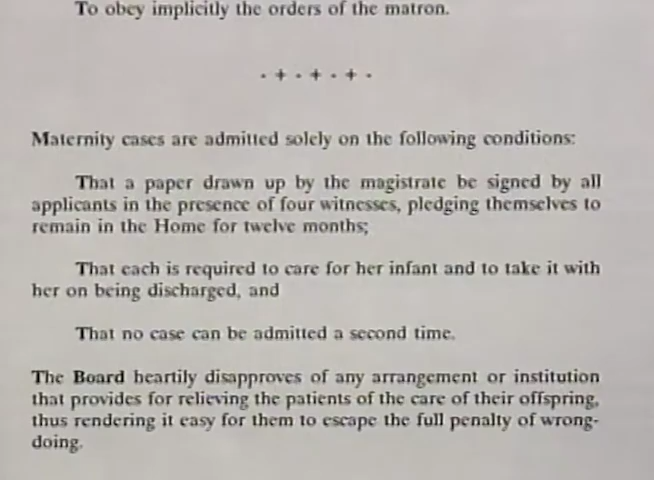 To obey implicitly the orders of the matron.
. + . + . + .
Maternity cases are admitted solely on the following conditions:
That a paper drawn up by the magistrate be signed by all
applicants in the presence of four witnesses, pledging themselves to
remain in the Home for twelve months;
That each is required to care for her infant and to take it with
her on being discharged, and
That no case can be admitted a second time.
The Board heartily disapproves of any arrangement or institution
that provides for relieving the patients of the care of their offspring,
thus rendering it easy for them to escape the full penalty of wrong-
doing.